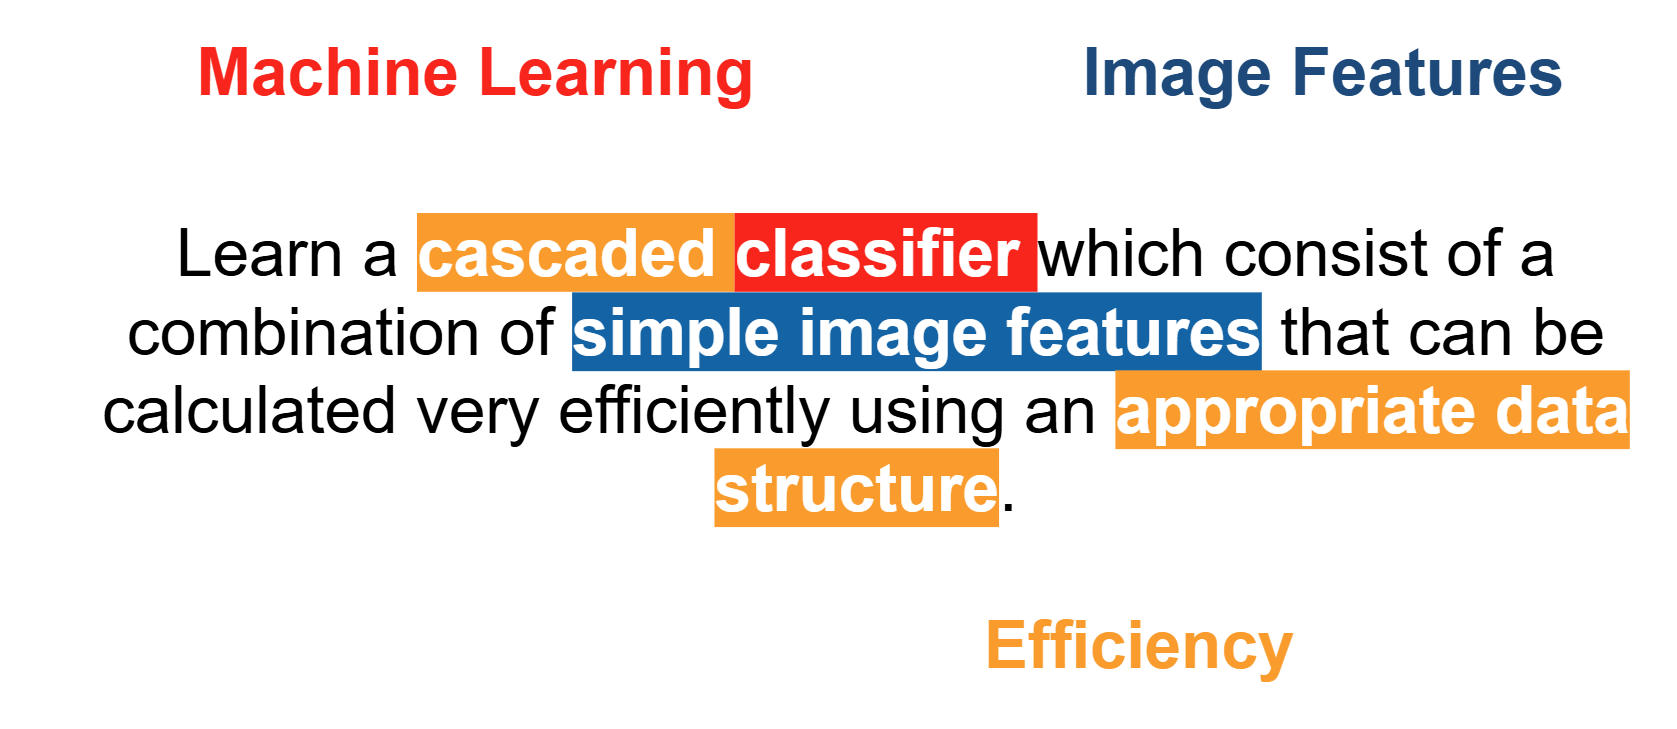 Machine Learning
Image Features
Learn a cascaded classifier which consist of a
combination of simple image features that can be
calculated very efficiently using an appropriate data
structure.
Efficiency